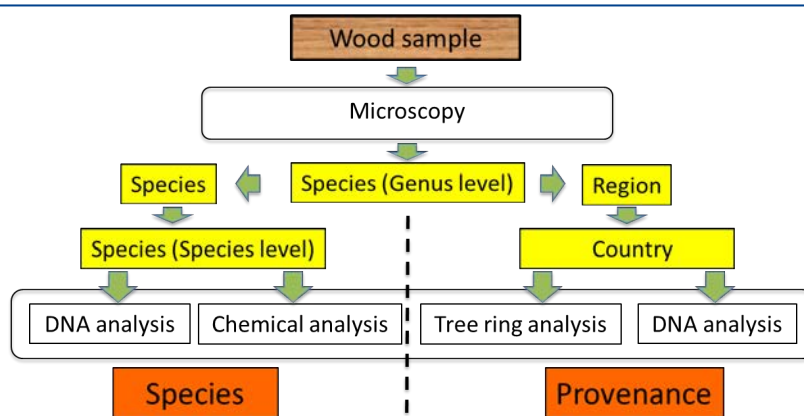 Wood sample
Microscopy
Species
Species (Genus level)
Region
Species (Species level)
Country
DNA analysis
Chemical analysis
Tree ring analysis
DNA analysis
Species
Provenance